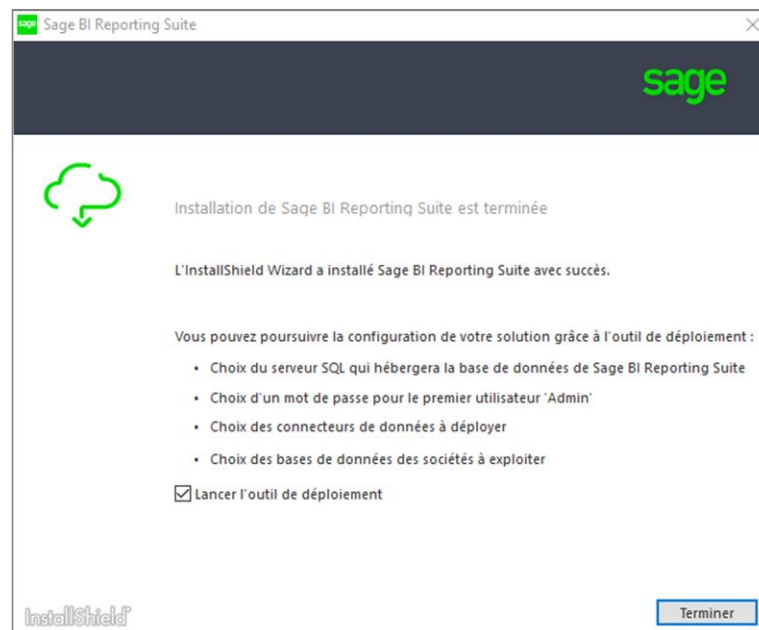 sage Sage BI Reporting Suite
sage
Installation de Sage BI Reporting Suite est terminée
L'InstallShield Wizard a installé Sage BI Reporting Suite avec succès.
Vous pouvez poursuivre la configuration de votre solution grâce à l'outil de déploiement :
• Choix du serveur SQL qui hébergera la base de données de Sage BI Reporting Suite
• Choix d'un mot de passe pour le premier utilisateur 'Admin'
• Choix des connecteurs de données à déployer
• Choix des bases de données des sociétés à exploiter
Lancer l'outil de déploiement
InstallShield
Terminer